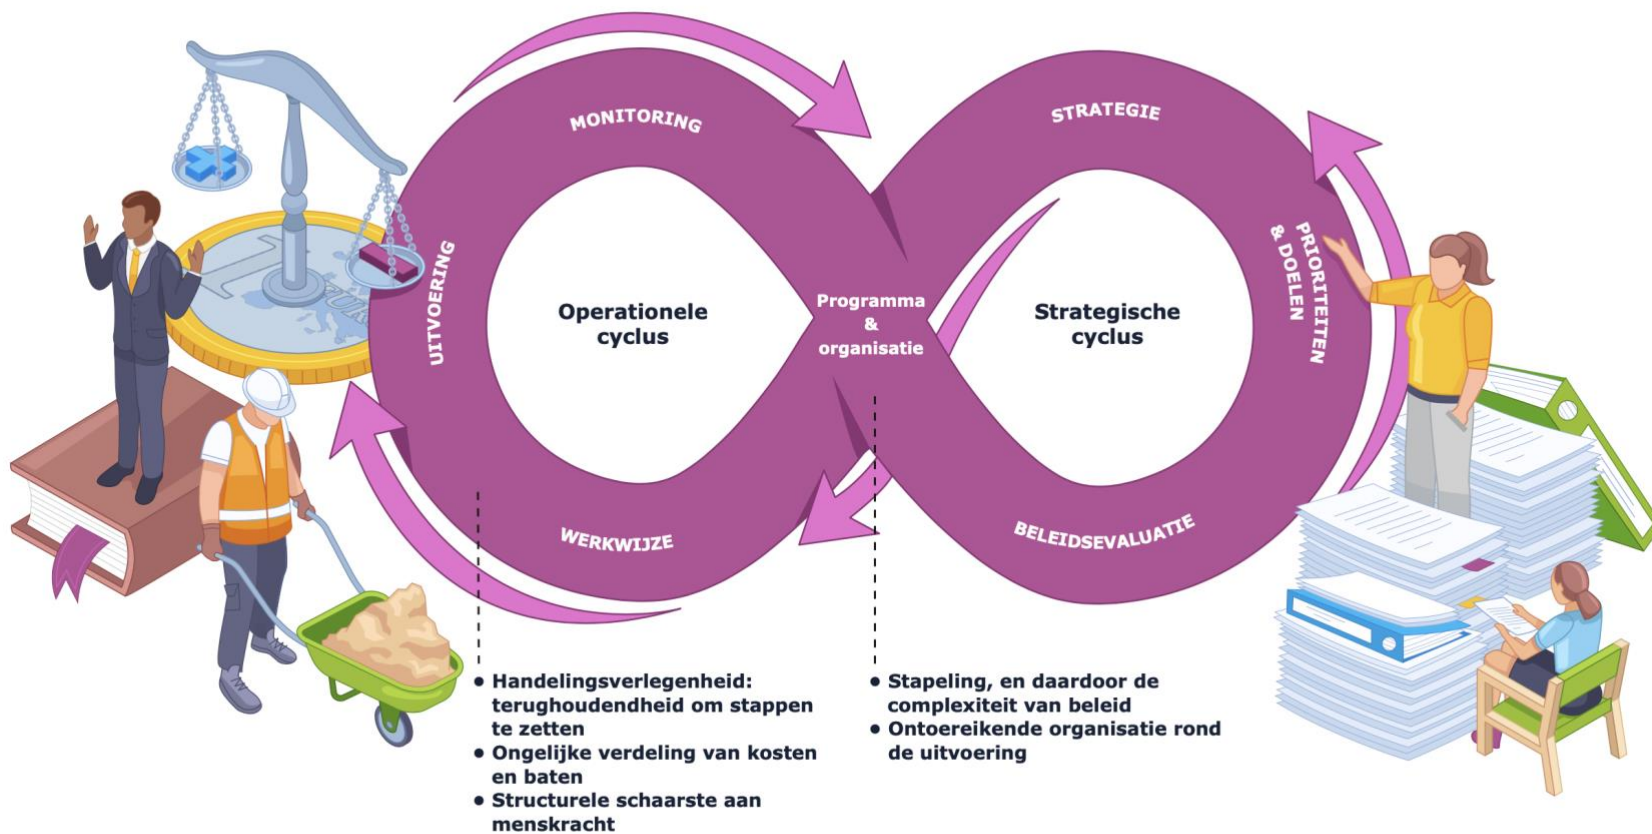 MONITORING
STRATEGIE
UITVOERING
Operationele
cyclus
Programma
&
organisatie
Strategische
cyclus
PRIORITEITEN
& DOELEN
WERKWIJZE
BELEIDSEVALUATIE
• Handelingsverlegenheid:
terughoudendheid om stappen
te zetten
• Ongelijke verdeling van kosten
en baten
• Structurele schaarste aan
menskracht
• Stapeling, en daardoor de
complexiteit van beleid
• Ontoereikende organisatie rond
de uitvoering